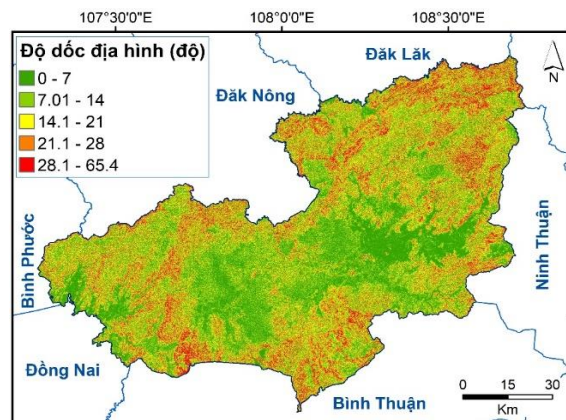 107°30'0"E
108°0'0"E
108°30'0"E
Độ dốc địa hình (độ)
0 - 7
7.01 - 14
14.1 - 21
21.1 - 28
28.1 - 65.4
Đăk Lăk
N
Đăk Nông
Bình Phước
Ninh Thuận
Đồng Nai
Bình Thuận
0 15 30
Km